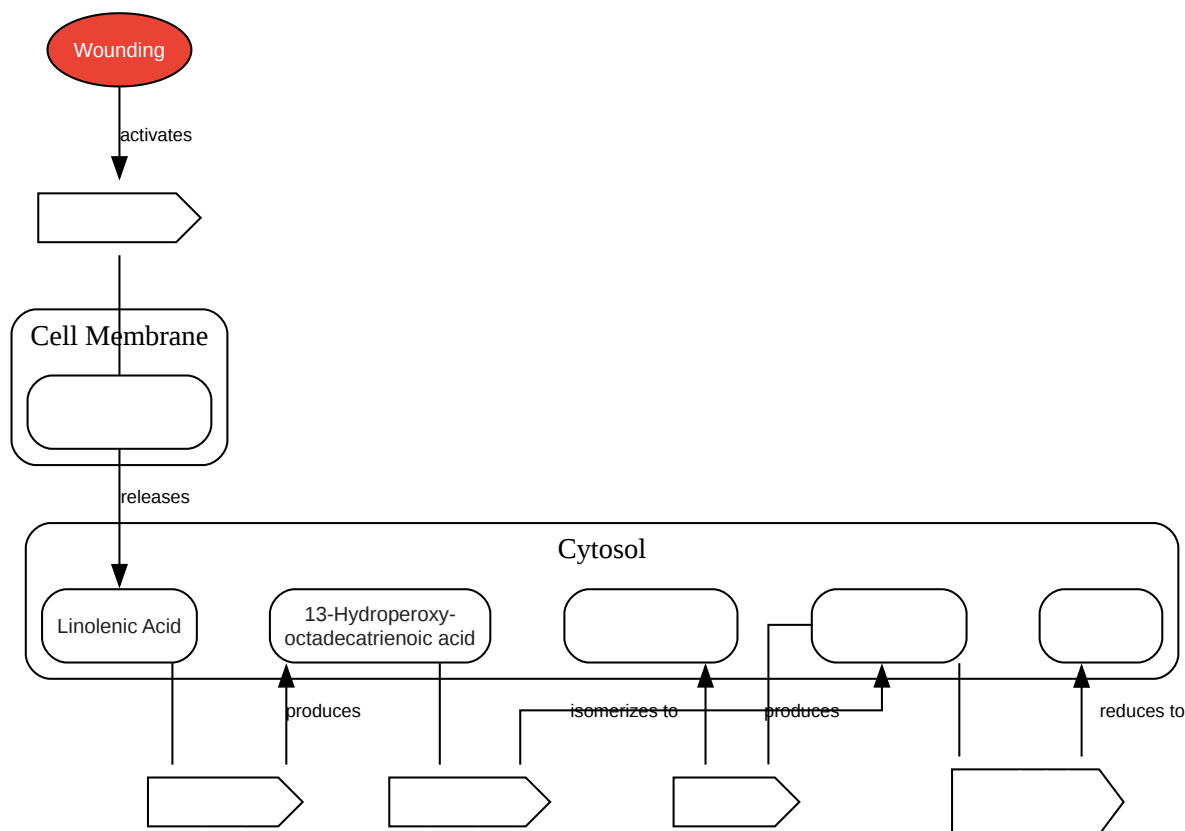 Wounding
activates
Cell Membrane
releases
Cytosol
Linolenic Acid
13-Hydroperoxy-
octadecatrienoic acid
produces
isomerizes to
produces
reduces to